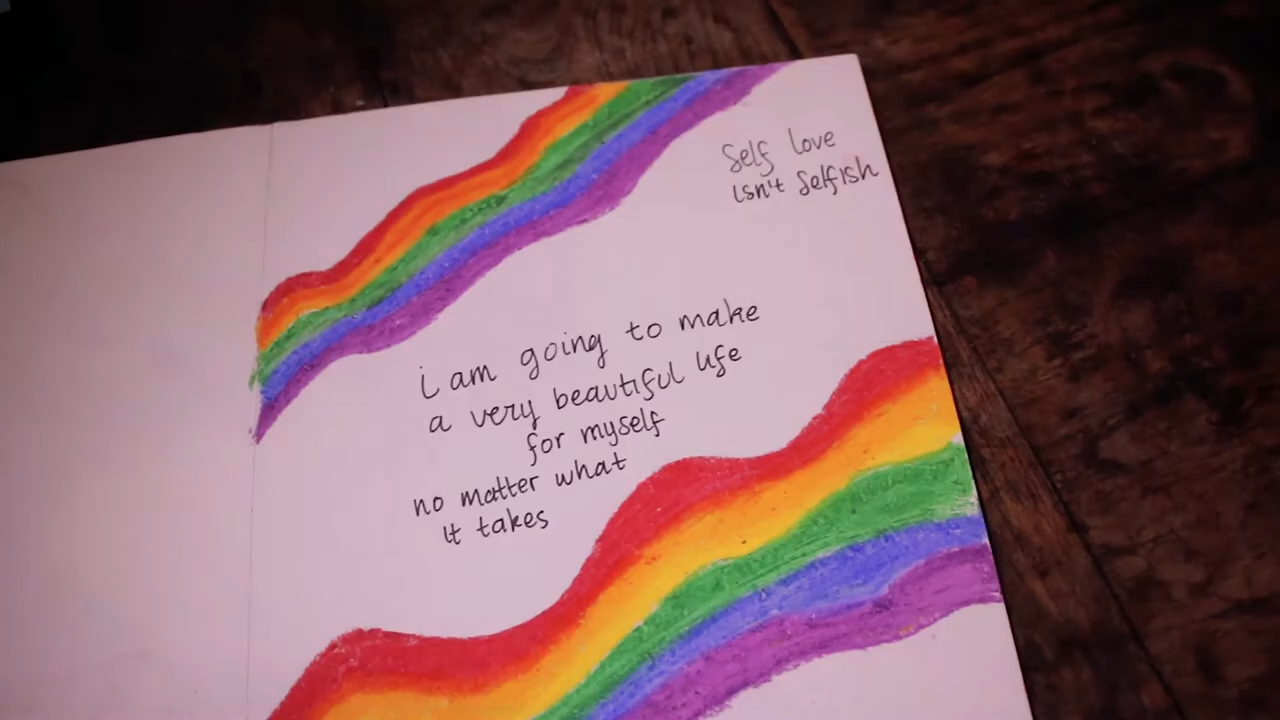 Self love
isn't selfish
i am going to make
a very beautiful life
for myself
no matter what
it takes